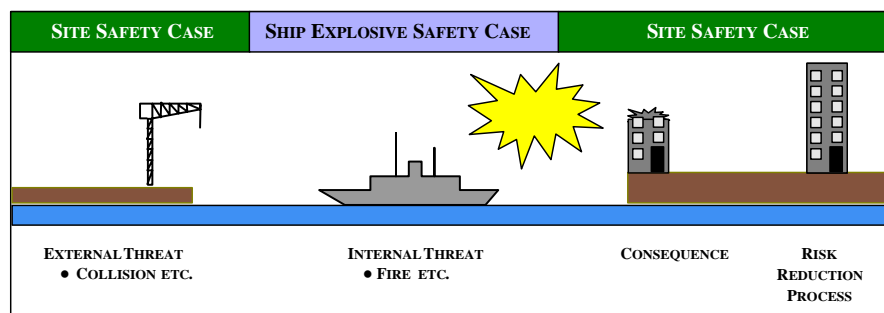 SITE SAFETY CASE
SHIP EXPLOSIVE SAFETY CASE
SITE SAFETY CASE
EXTERNAL THREAT
• COLLISION ETC.
INTERNAL THREAT
• FIRE ETC.
CONSEQUENCE
RISK
REDUCTION
PROCESS